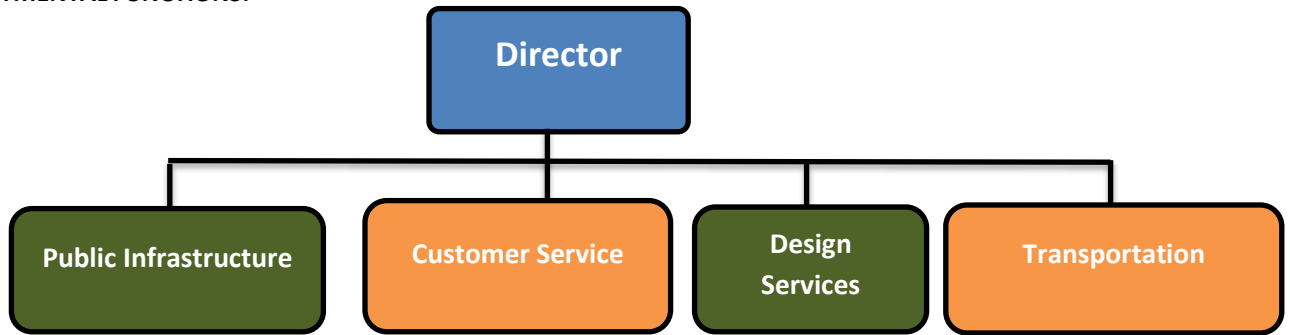 Director
Public Infrastructure
Customer Service
Design
Services
Transportation